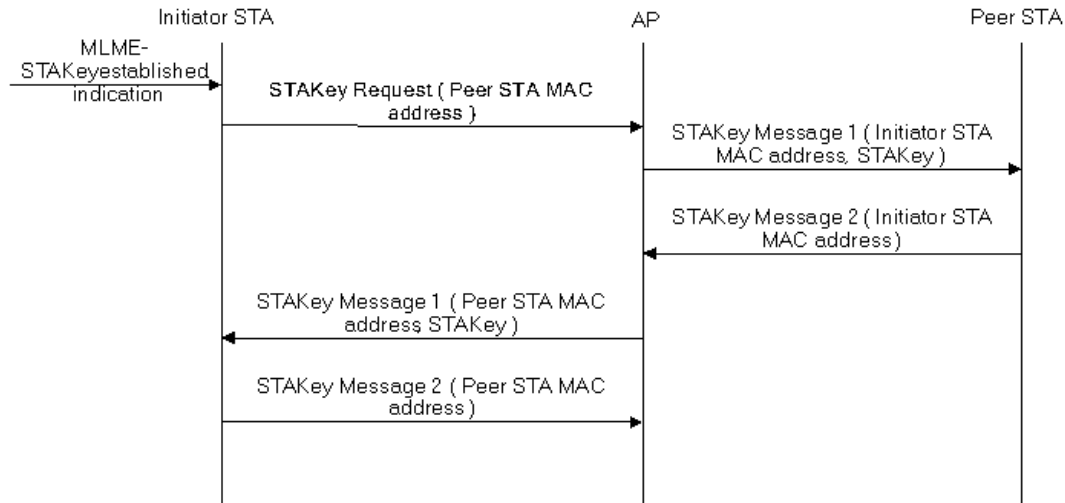 Initiator STA
AP
Peer STA
MLME-
STAKeyestablished
indication
STAKey Request ( Peer STA MAC
address }
STAKey Message 1 ( Initiator STA
MAC address, STAKey )
STAKey Message 2 ( Initiator STA
MAC address)
STAKey Message 1 ( Peer STA MAC
address, STAKey )
STAKey Message 2 ( Peer STA MAC
address )